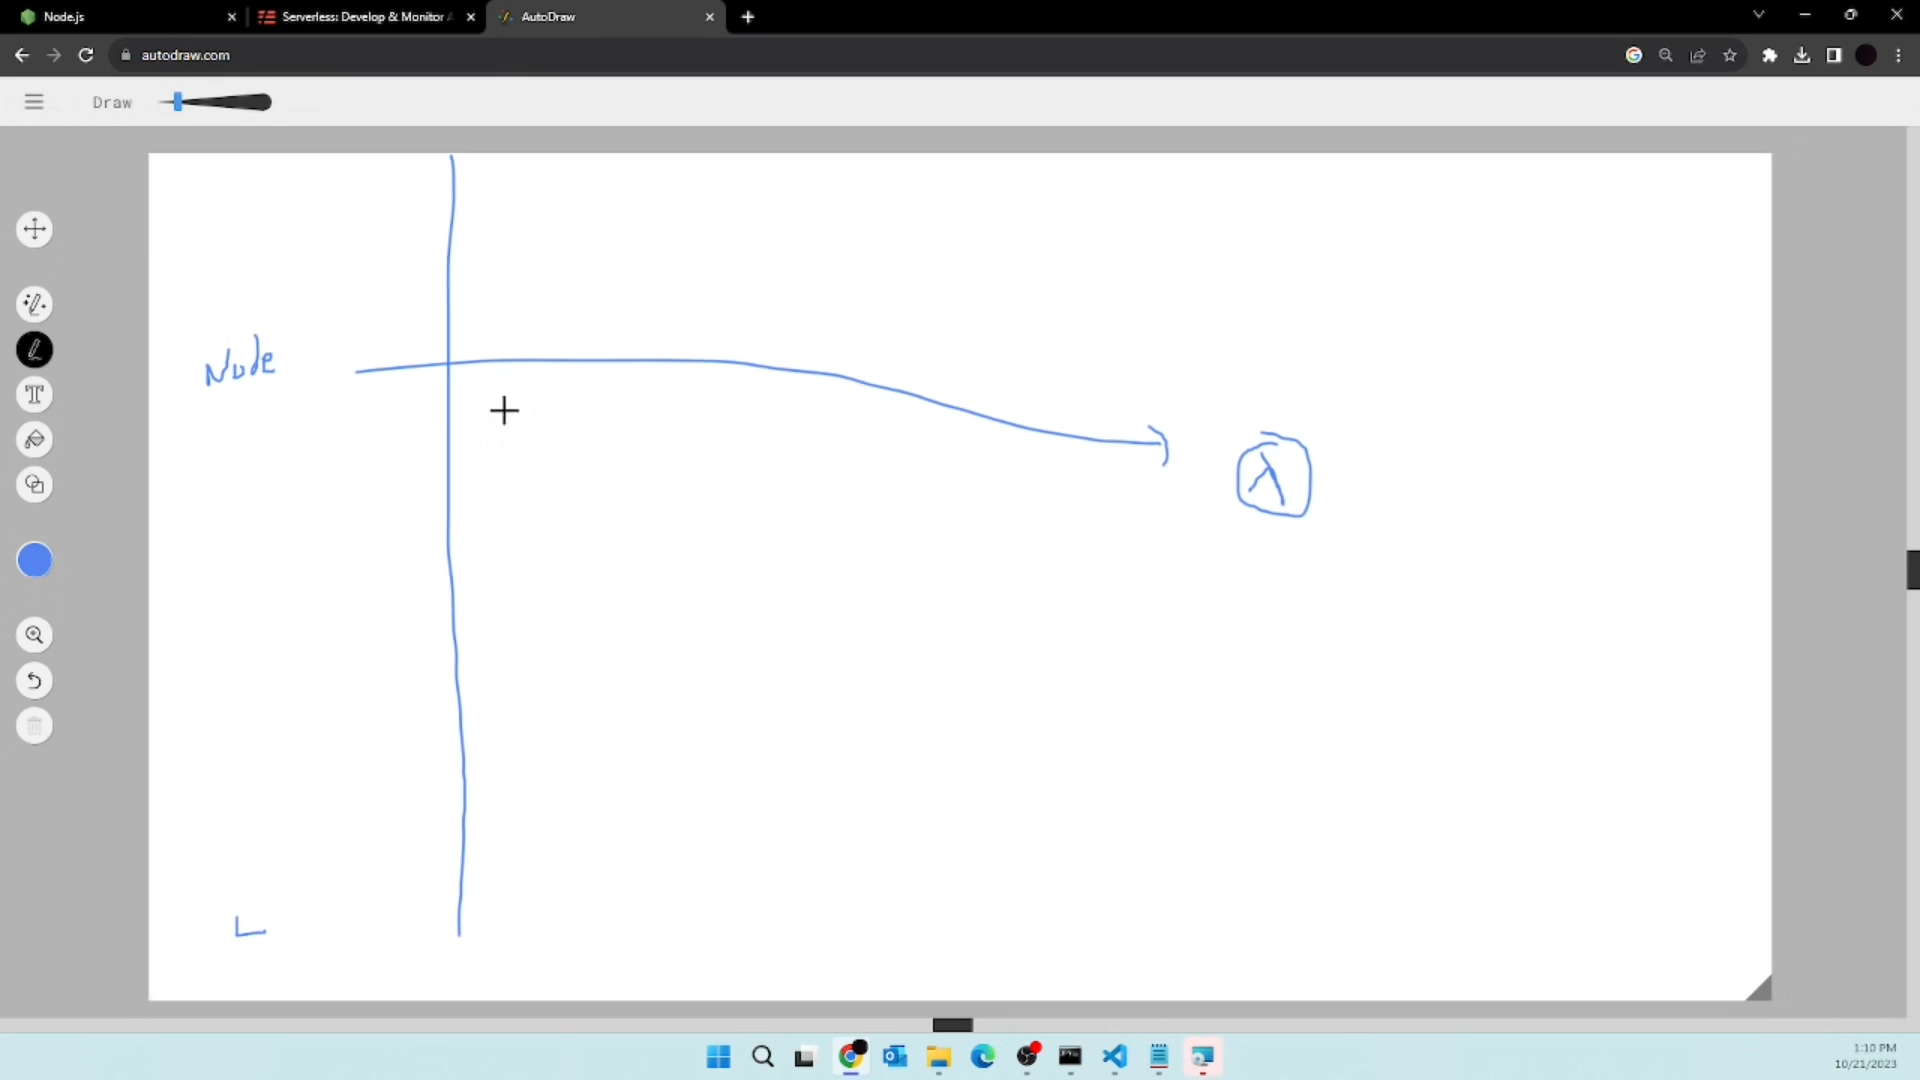 Node.js
Serverless: Develop & Monitor A
AutoDraw
autodraw.com
Draw
Node
λ
L
1:10 PM
10/21/2023